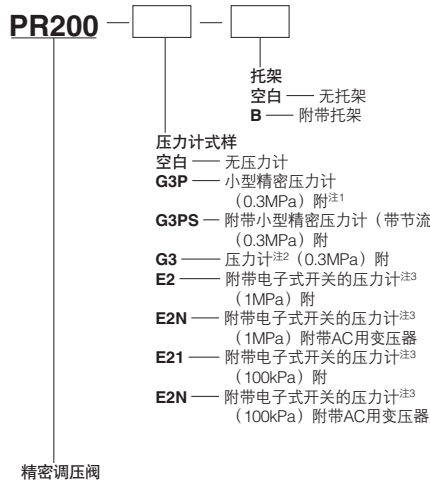 PR200
托架
空白 — 无托架
B — 附带托架
压力计式样
空白 — 无压力计
G3P — 小型精密压力计
（0.3MPa）附注1
G3PS — 附带小型精密压力计（带节流
（0.3MPa）附
G3 — 压力计注2（0.3MPa）附
E2 — 附带电子式开关的压力计注3
（1MPa）附
E2N — 附带电子式开关的压力计注3
（1MPa）附带AC用变压器
E21 — 附带电子式开关的压力计注3
（100kPa）附
E2N — 附带电子式开关的压力计注3
（100kPa）附带AC用变压器
精密调压阀